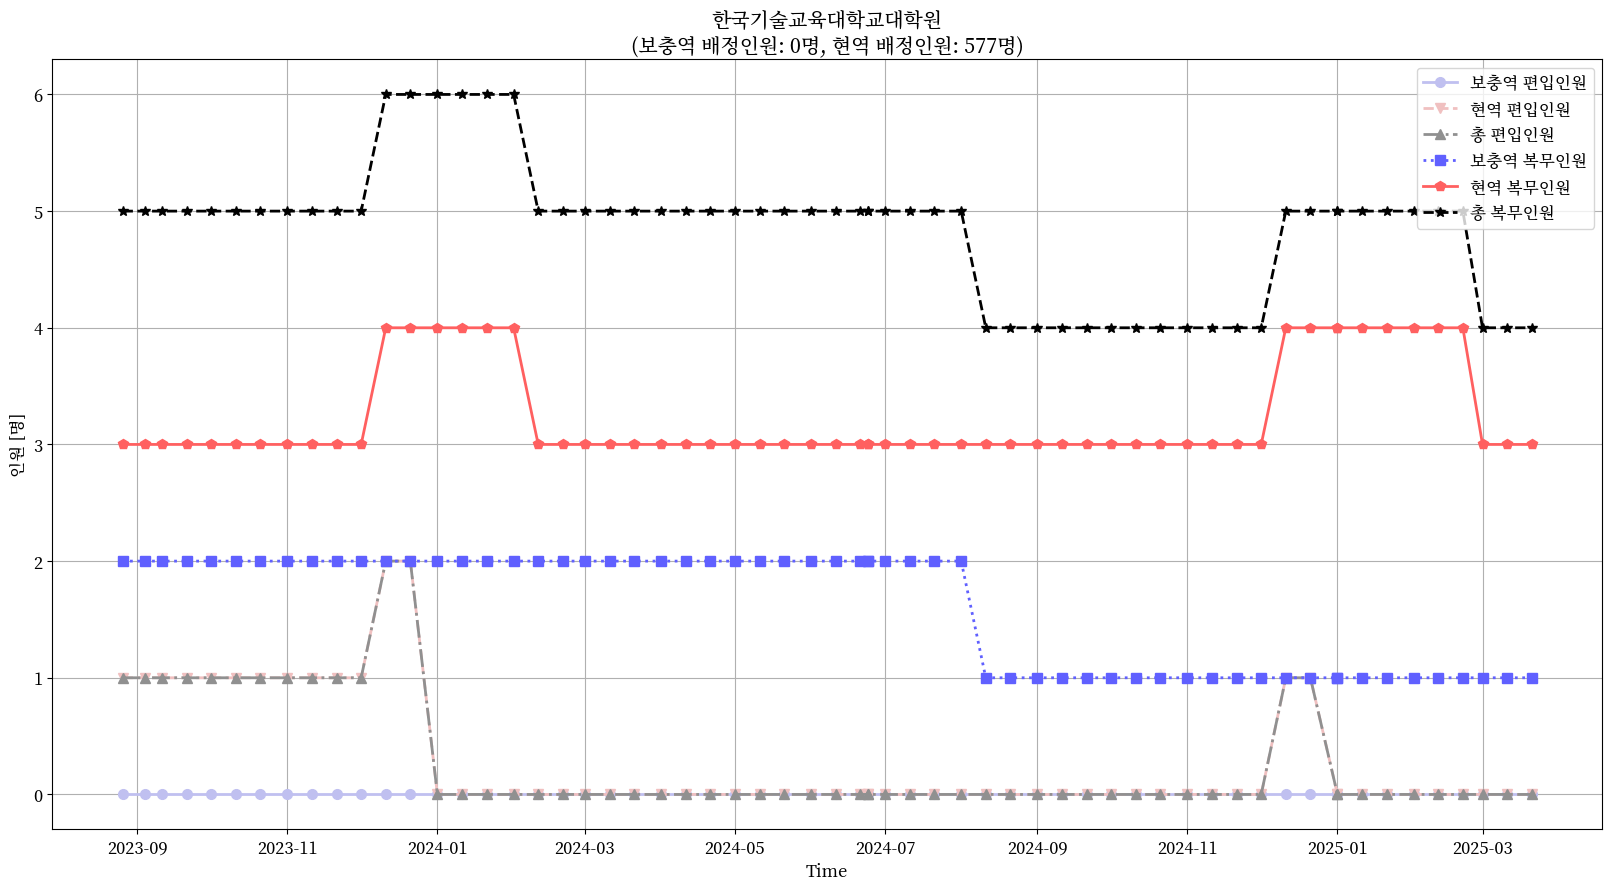 한국기술교육대학교대학원
(보충역 배정인원: 0명, 현역 배정인원: 577명)
보충역 편입인원
현역 편입인원
총 편입인원
보충역 복무인원
현역 복무인원
총 복무인원
인원 [명]
6
5
4
3
2
1
0
2023-09 2023-11 2024-01 2024-03 2024-05 2024-07 2024-09 2024-11 2025-01 2025-03
Time